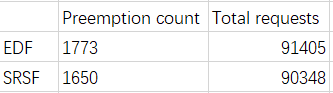 Preemption count Total requests
EDF 1773 91405
SRSF 1650 90348